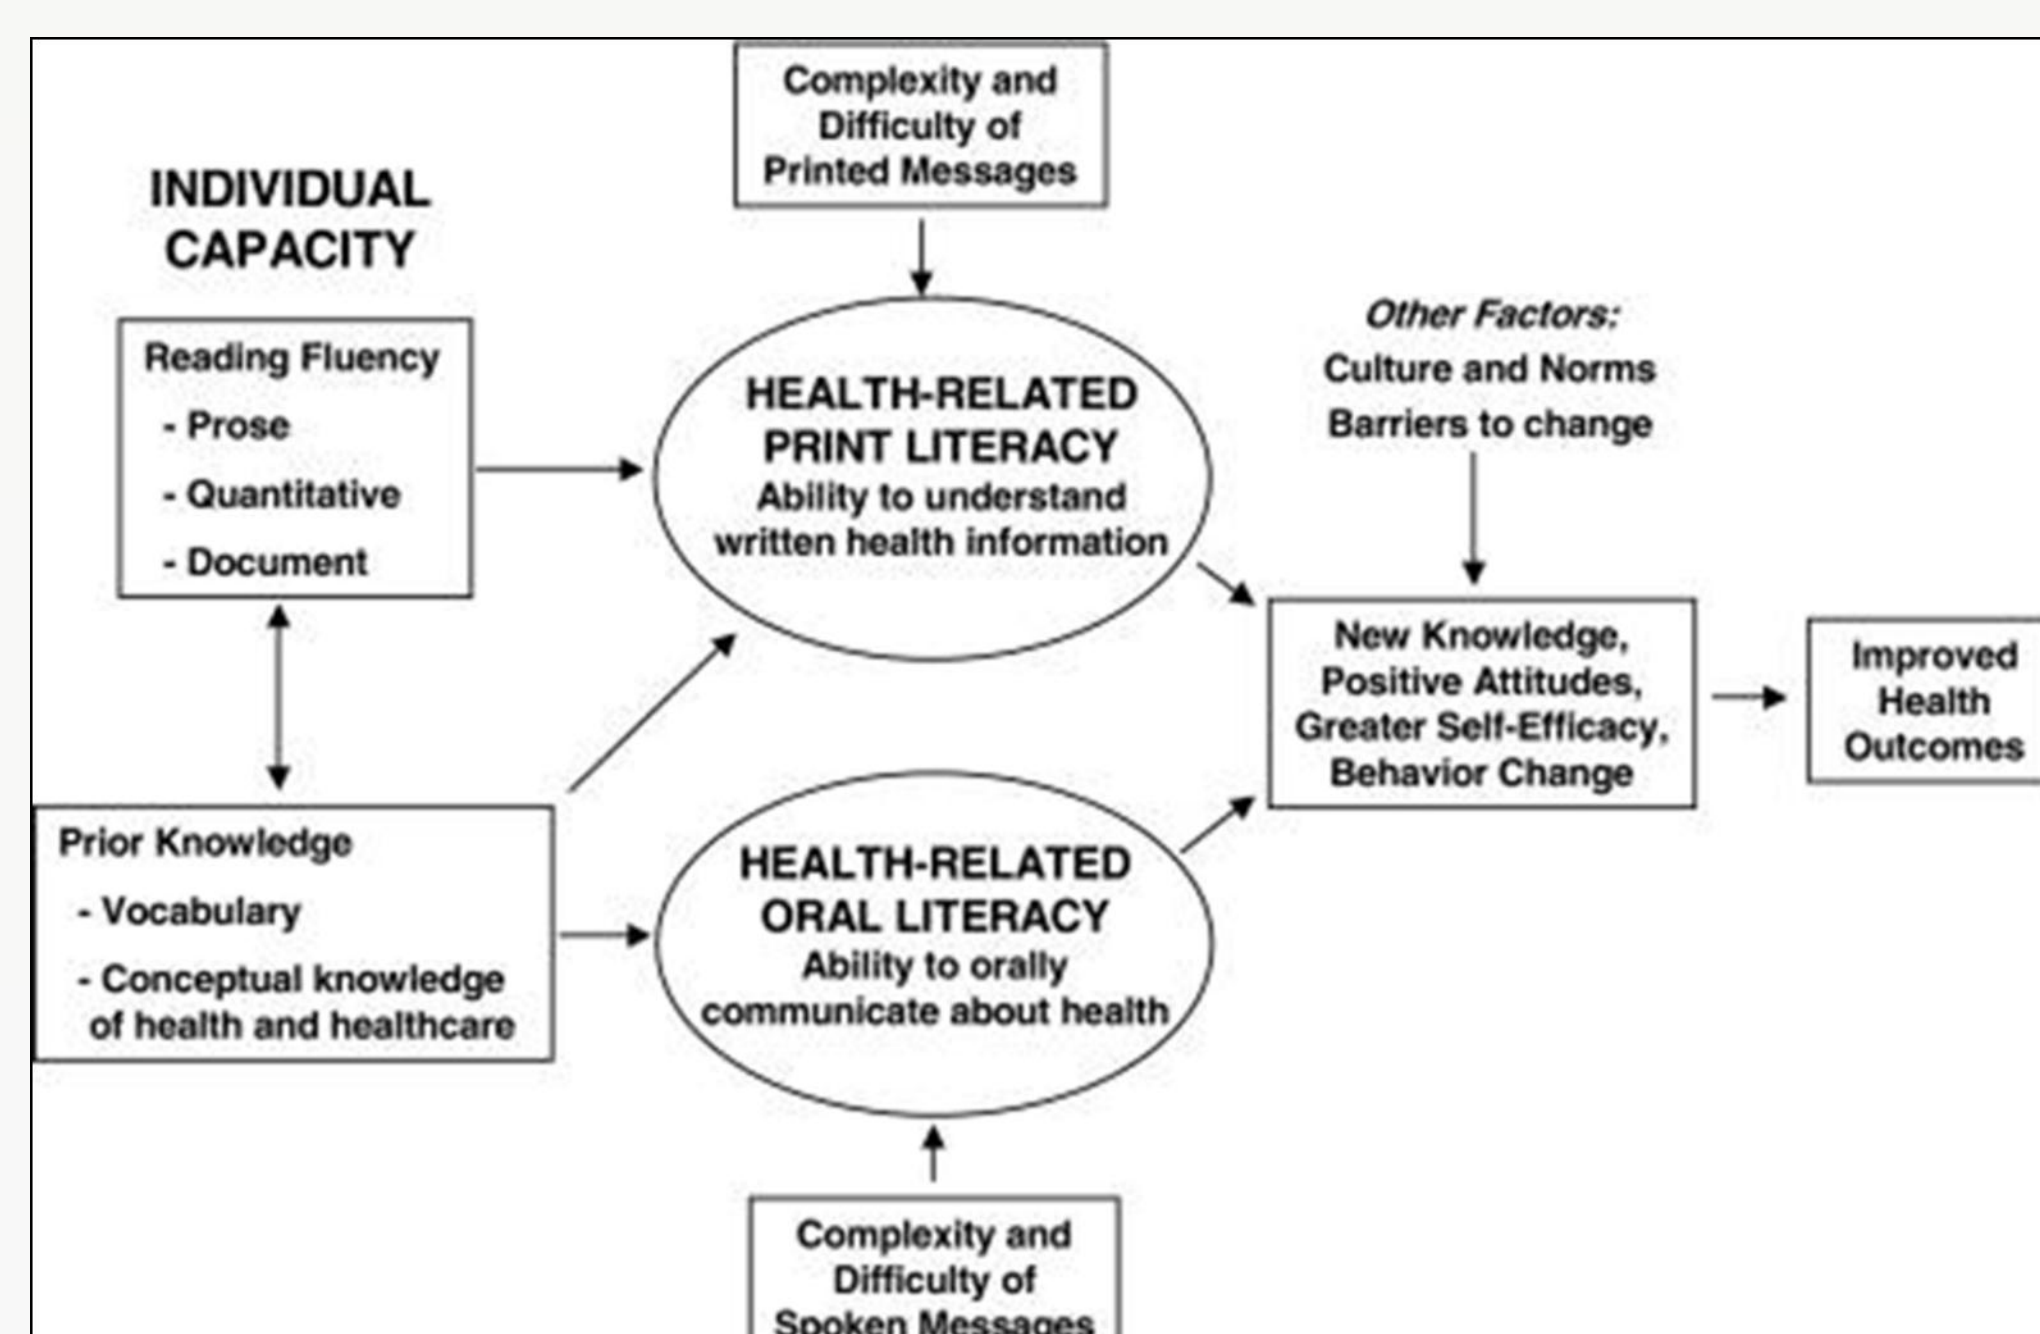 Complexity and
Difficulty of
Printed Messages
INDIVIDUAL
CAPACITY
Reading Fluency
- Prose
- Quantitative
- Document
HEALTH-RELATED
PRINT LITERACY
Ability to understand
written health information
Other Factors:
Culture and Norms
Barriers to change
New Knowledge,
Positive Attitudes,
Greater Self-Efficacy,
Behavior Change
Improved
Health
Outcomes
Prior Knowledge
- Vocabulary
- Conceptual knowledge
of health and healthcare
HEALTH-RELATED
ORAL LITERACY
Ability to orally
communicate about health
Complexity and
Difficulty of
Spoken Messages